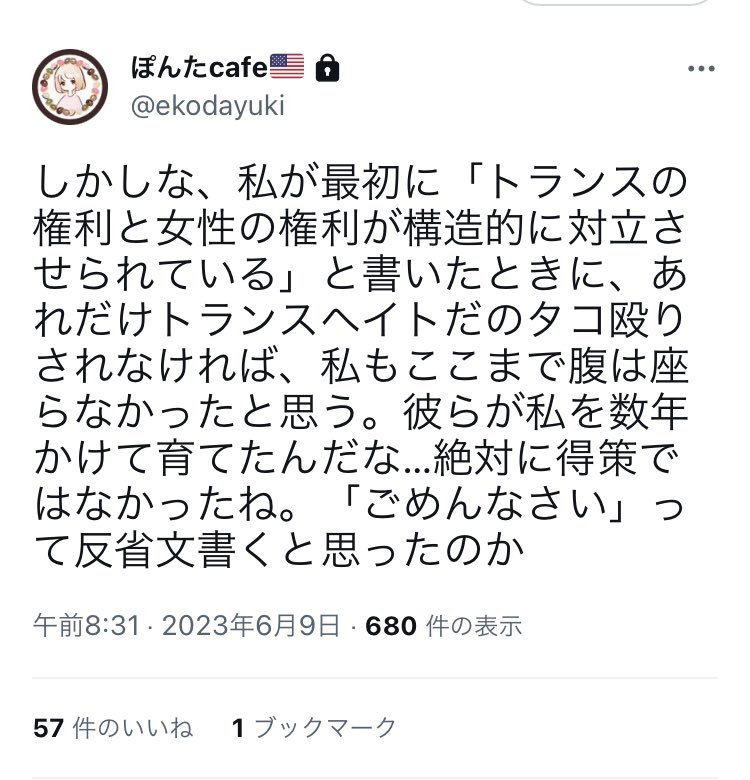 ぽんたcafe🇺🇸🔒
@ekodayuki
しかしな、私が最初に「トランスの
権利と女性の権利が構造的に対立さ
せられている」と書いたときに、あ
れだけトランスヘイトだのタコ殴り
されなければ、私もここまで腹は座
らなかったと思う。彼らが私を数年
かけて育てたんだな...絶対に得策で
はなかったね。「ごめんなさい」っ
て反省文書くと思ったのか
午前8:31 · 2023年6月9日 · 680 件の表示
57 件のいいね 1 ブックマーク